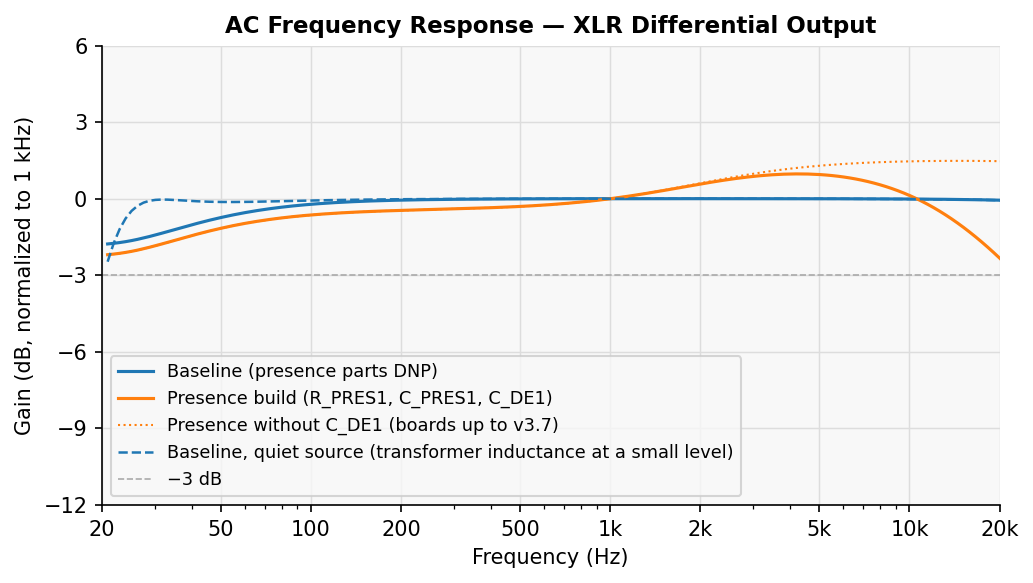 AC Frequency Response — XLR Differential Output
Gain (dB, normalized to 1 kHz)
6
3
0
−3
−6
−9
−12
Baseline (presence parts DNP)
Presence build (R_PRES1, C_PRES1, C_DE1)
Presence without C_DE1 (boards up to v3.7)
Baseline, quiet source (transformer inductance at a small level)
−3 dB
20 50 100 200 500 1k 2k 5k 10k 20k
Frequency (Hz)